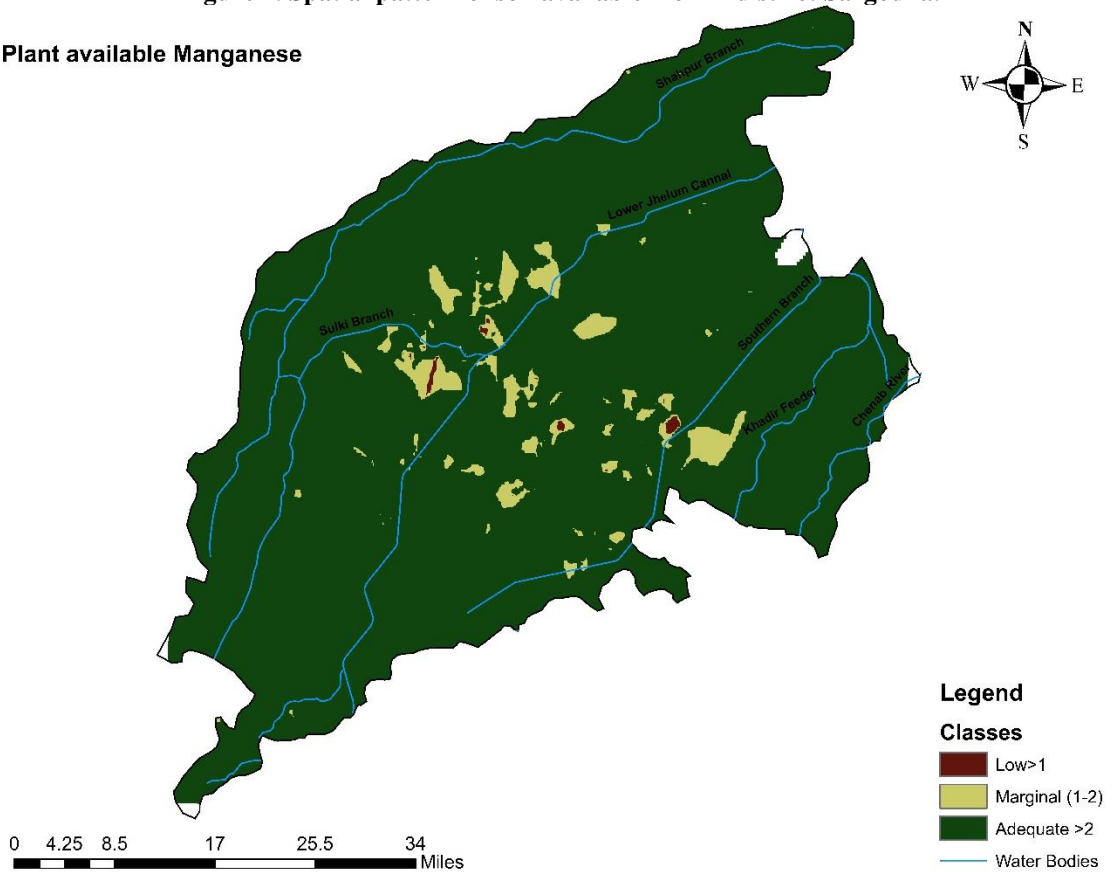 Plant available Manganese
N
W
E
S
Shahpur Branch
Lower Jhelum Cannal
Sulki Branch
Southern Branch
Khadir Feeder
Chenab River
Legend
Classes
Low>1
Marginal (1-2)
Adequate >2
Water Bodies
0 4.25 8.5 17 25.5 34
Miles